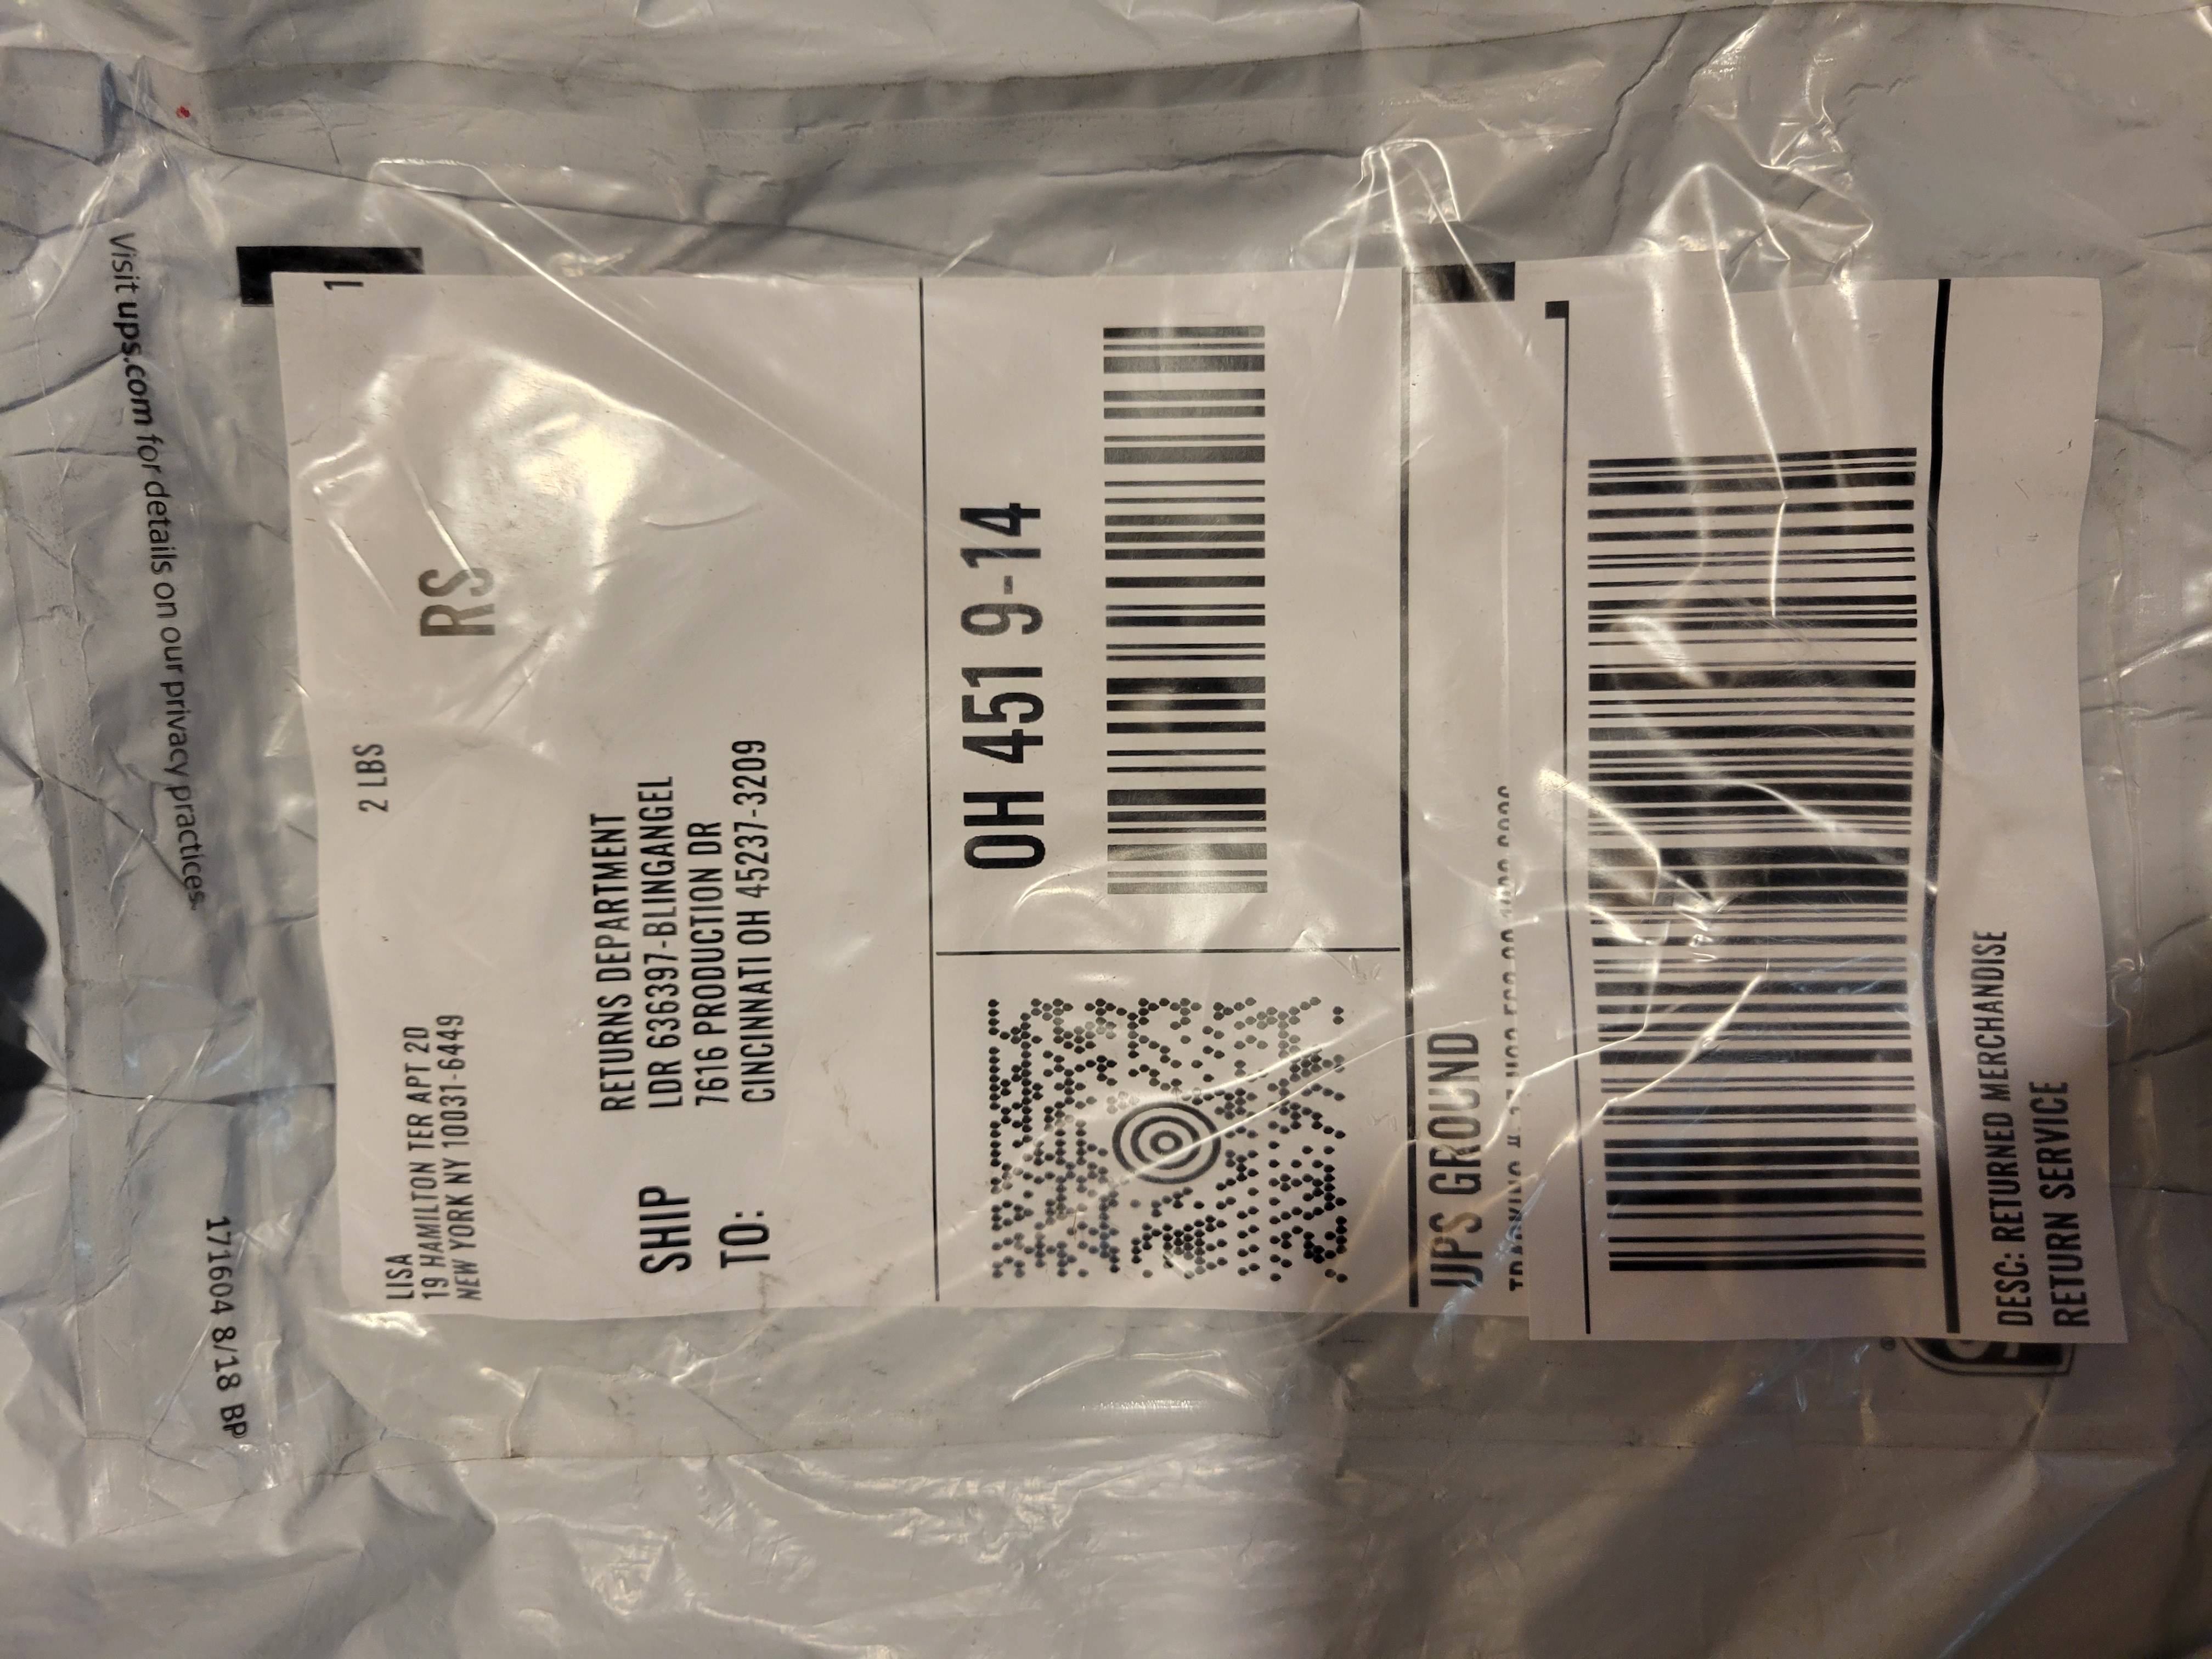 Visit ups.com for details on our privacy practices.
171604 8/18 BP
LISA
19 HAMILTON TER APT 2D
NEW YORK NY 10031-6449
2 LBS
1
RS
SHIP
TO:
RETURNS DEPARTMENT
LDR 636397-BLINGANGEL
7616 PRODUCTION DR
CINCINNATI OH 45237-3209
OH 451 9-14
UPS GROUND
DESC: RETURNED MERCHANDISE
RETURN SERVICE